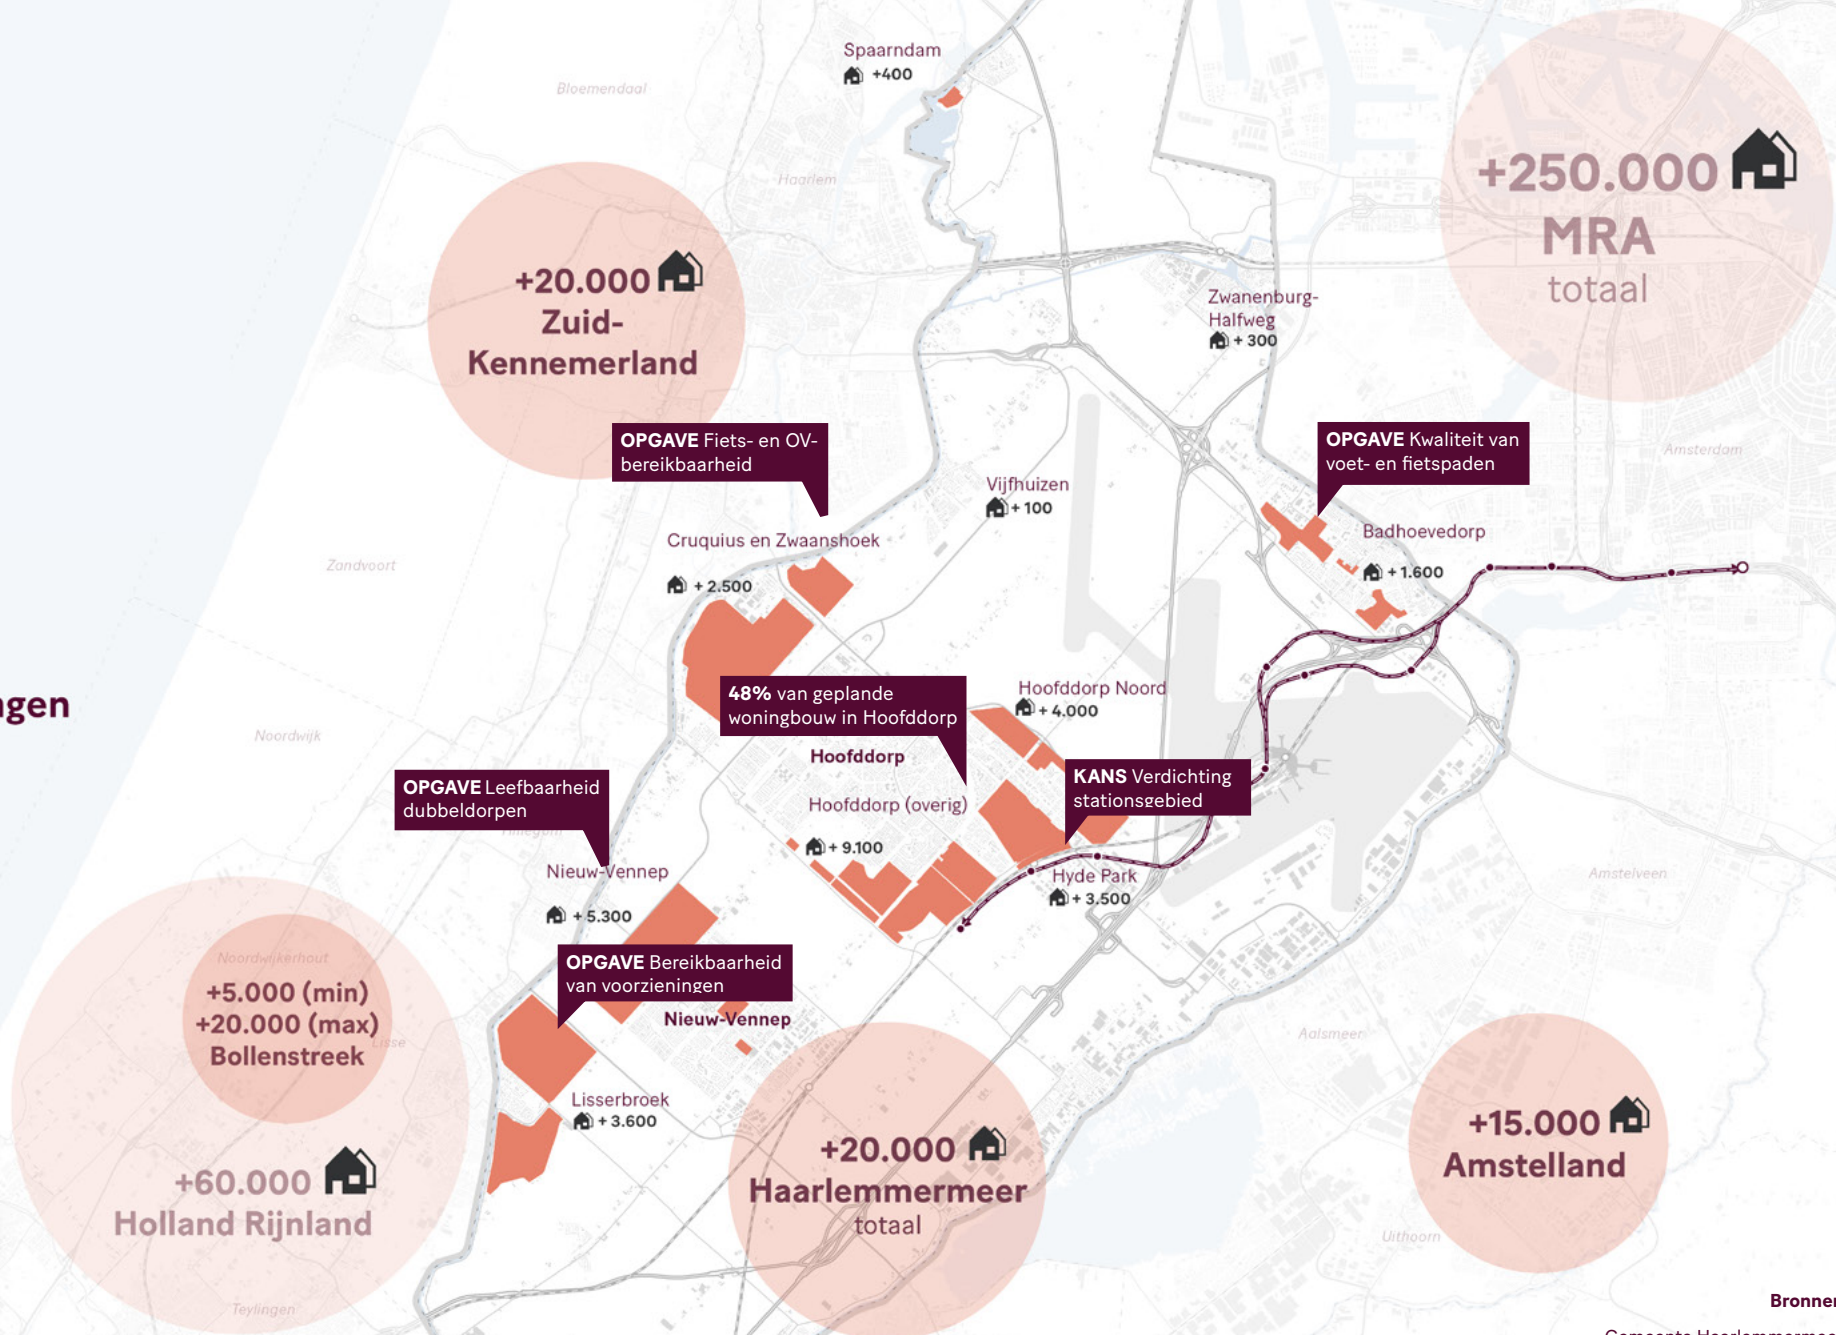 Spaarndam
+400
Bloemendaal
Haarlem
+250.000
MRA
totaal
+20.000
Zuid-
Kennemerland
Zwanenburg-
Halfweg
+ 300
OPGAVE Fiets- en OV-
bereikbaarheid
OPGAVE Kwaliteit van
voet- en fietspaden
Amsterdam
Vijfhuizen
+ 100
Cruquius en Zwaanshoek
+ 2.500
Badhoevedorp
+ 1.600
Zandvoort
48% van geplande
woningbouw in Hoofddorp
Hoofddorp Noord
+ 4.000
Noordwijk
Hoofddorp
OPGAVE Leefbaarheid
dubbeldorpen
KANS Verdichting
stationsgebied
Hoofddorp (overig)
+ 9.100
Nieuw-Vennep
+ 5.300
Hyde Park
+ 3.500
Amstelveen
OPGAVE Bereikbaarheid
van voorzieningen
Noordwijkerhout
+5.000 (min)
+20.000 (max)
Bollenstreek
Lisse
Nieuw-Vennep
Aalsmeer
Lisserbroek
+ 3.600
+60.000
Holland Rijnland
+20.000
Haarlemmermeer
totaal
+15.000
Amstelland
Uithoorn
Teylingen